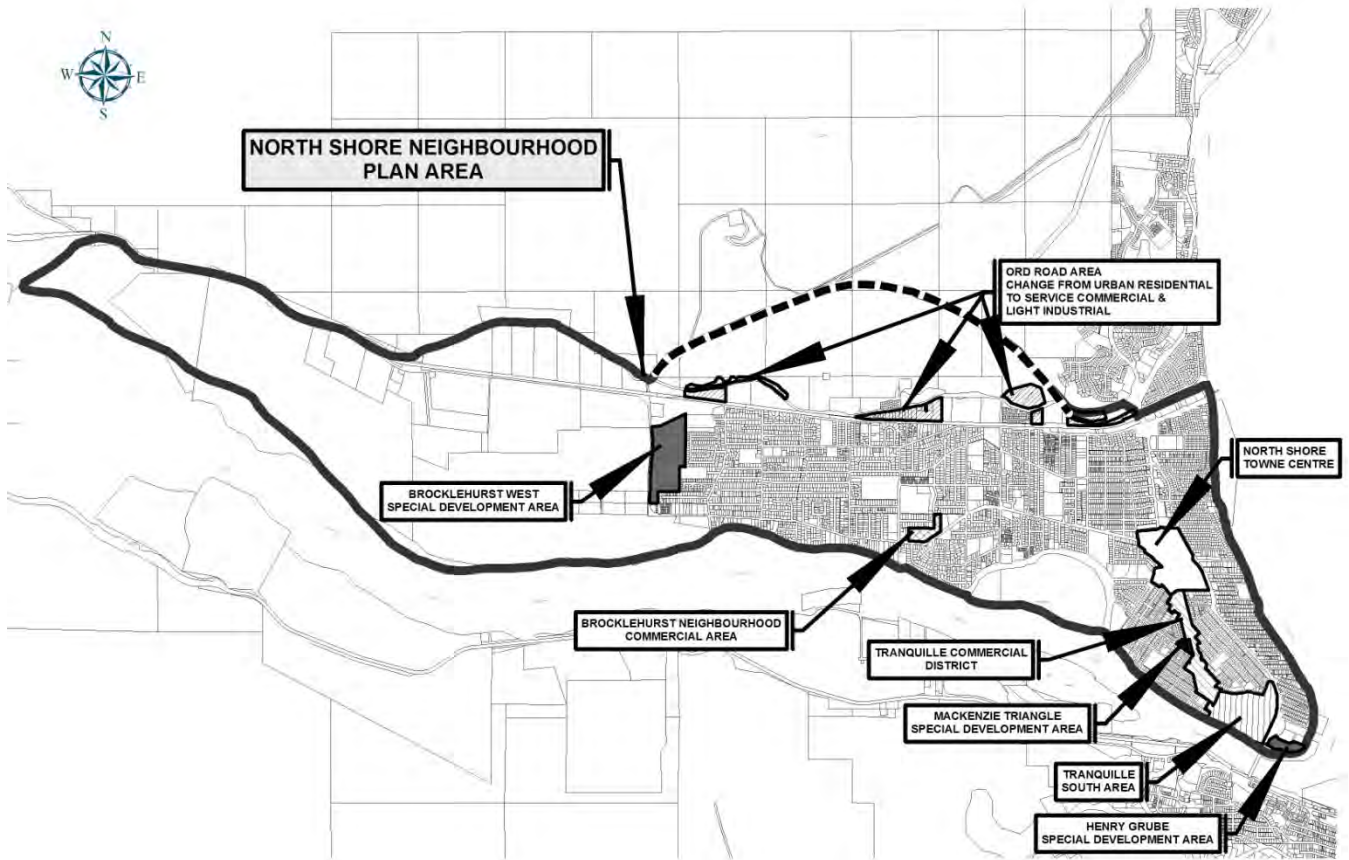 N
W E
S
NORTH SHORE NEIGHBOURHOOD
PLAN AREA
ORD ROAD AREA
CHANGE FROM URBAN RESIDENTIAL
TO SERVICE COMMERCIAL &
LIGHT INDUSTRIAL
NORTH SHORE
TOWNE CENTRE
BROCKLEHURST WEST
SPECIAL DEVELOPMENT AREA
BROCKLEHURST NEIGHBOURHOOD
COMMERCIAL AREA
TRANQUILLE COMMERCIAL
DISTRICT
MACKENZIE TRIANGLE
SPECIAL DEVELOPMENT AREA
TRANQUILLE
SOUTH AREA
HENRY GRUBE
SPECIAL DEVELOPMENT AREA